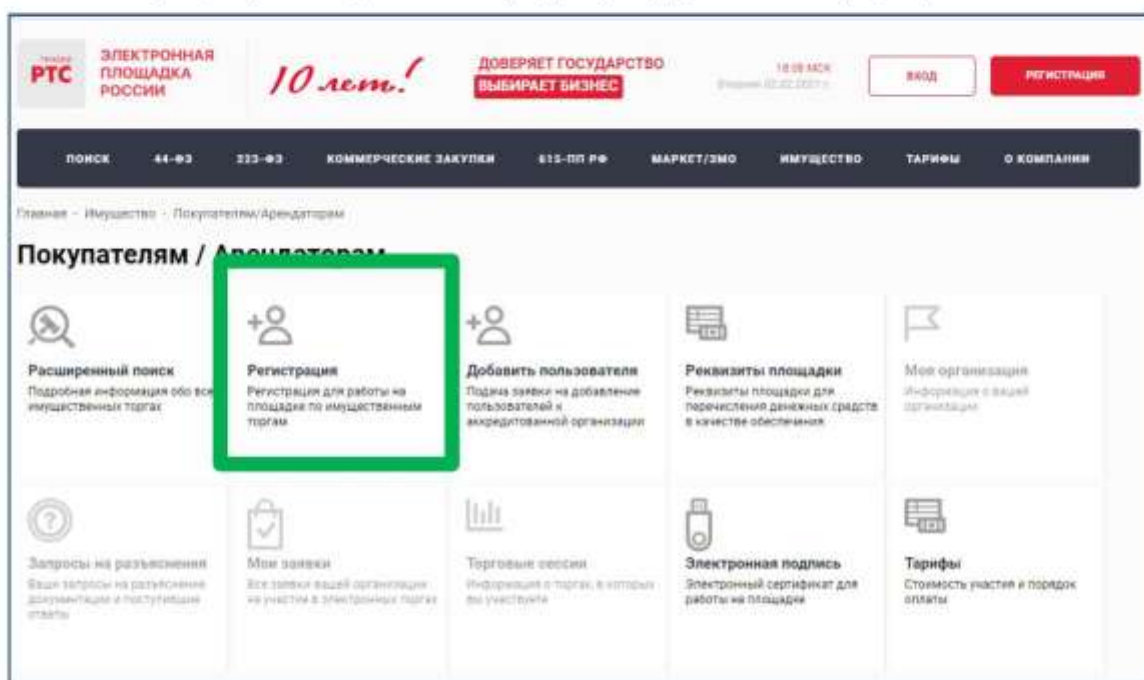 РТС
ЭЛЕКТРОННАЯ
ПЛОЩАДКА
РОССИИ
10 лет!
ДОВЕРЯЕТ ГОСУДАРСТВО
ВЫБИРАЕТ БИЗНЕС
ВХОД
РЕГИСТРАЦИЯ
ПОИСК 44-ФЗ 223-ФЗ КОММЕРЧЕСКИЕ ЗАКУПКИ 615-ПП РФ МАРКЕТ/ЗМО ИМУЩЕСТВО ТАРИФЫ О КОМПАНИИ
Главная - Имущество - Покупателям/Арендаторам
Покупателям / Арендаторам
Расширенный поиск
Подробная информация обо все
имущественных торгах
Регистрация
Регистрация для работы на
площадке по имущественным
торгам
Добавить пользователя
Подача заявки на добавление
пользователей к
аккредитованной организации
Реквизиты площадки
Реквизиты площадки для
перечисления денежных средств
в качестве обеспечения
Моя организация
Информация о вашей
организации
Запросы на разъяснения
Ваши запросы на разъяснение
документации и поступившие
ответы
Мои заявки
Все заявки вашей организации
на участие в электронных торгах
Торговые сессии
Информация о торгах, в которых
вы участвуете
Электронная подпись
Электронный сертификат для
работы на площадке
Тарифы
Стоимость участия и порядок
оплаты